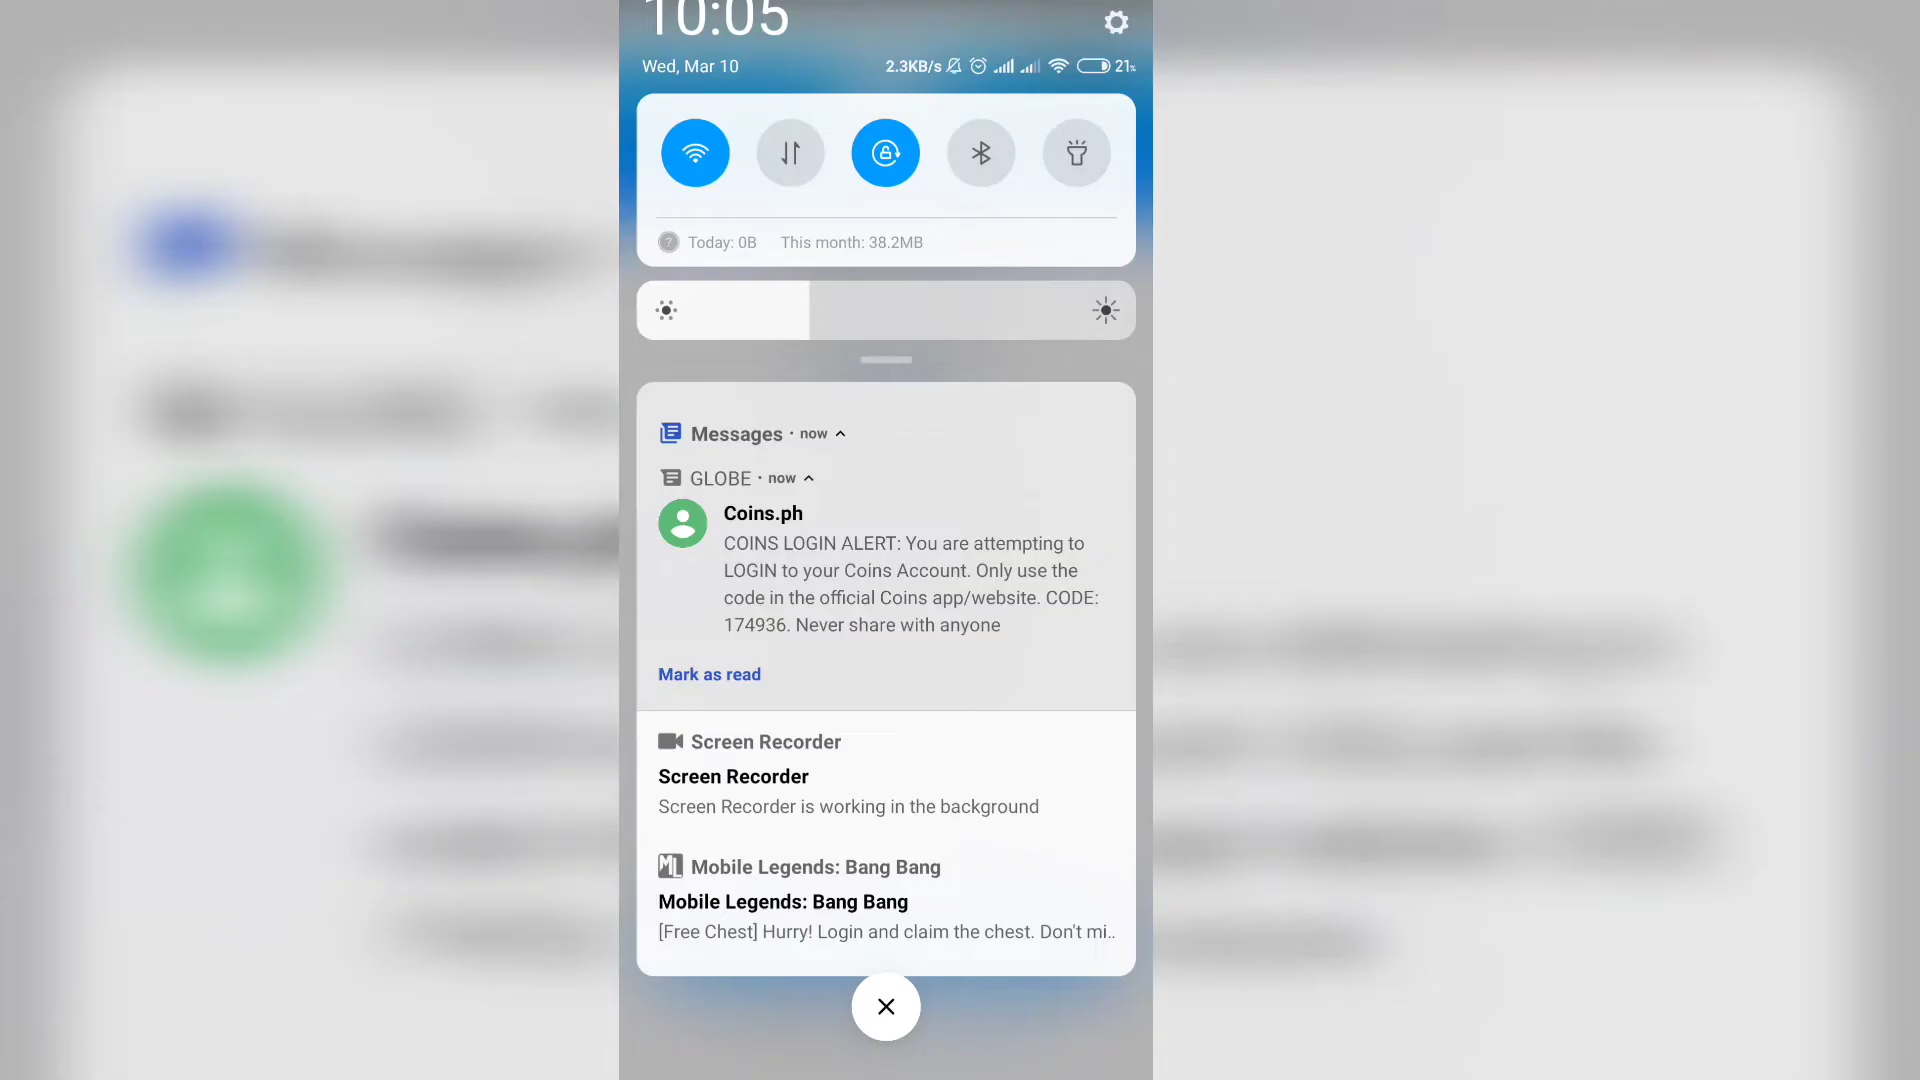 10:05
Wed, Mar 10
2.3KB/s
21%
Today: 0B This month: 38.2MB
Messages · now
GLOBE · now
Coins.ph
COINS LOGIN ALERT: You are attempting to
LOGIN to your Coins Account. Only use the
code in the official Coins app/website. CODE:
174936. Never share with anyone
Mark as read
Screen Recorder
Screen Recorder
Screen Recorder is working in the background
Mobile Legends: Bang Bang
Mobile Legends: Bang Bang
[Free Chest] Hurry! Login and claim the chest. Don't mi..